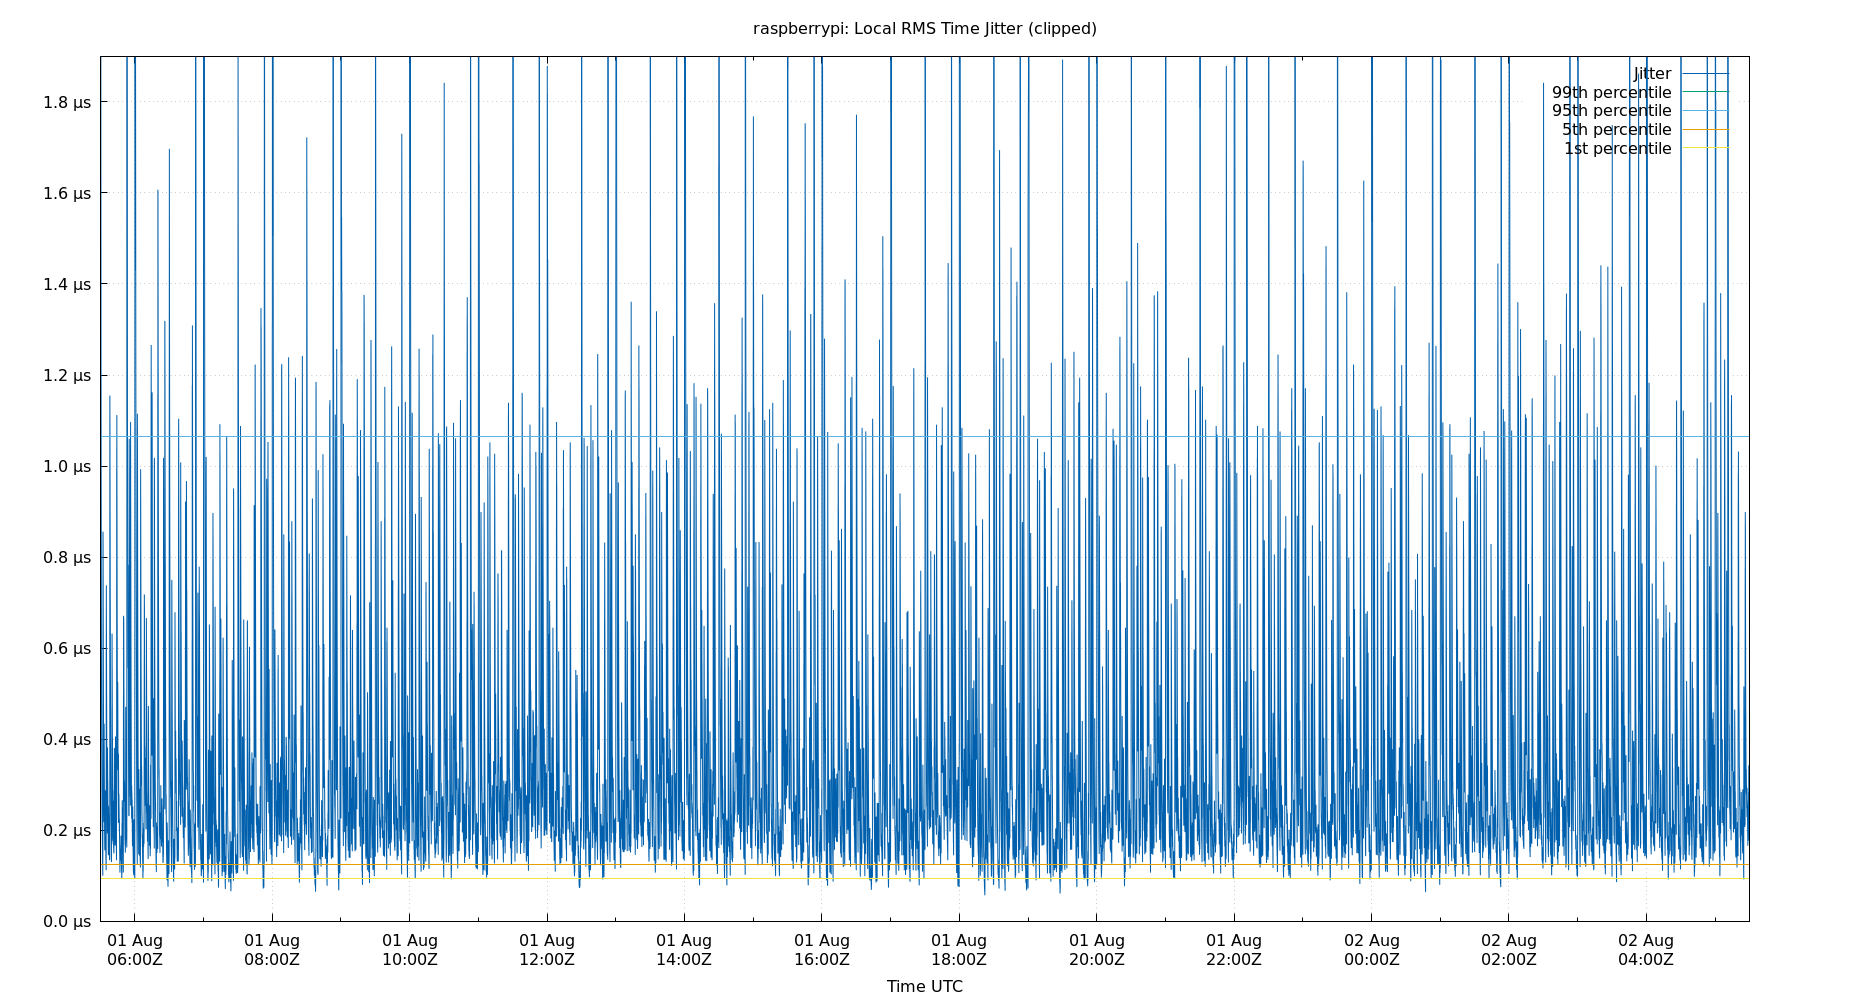 raspberrypi: Local RMS Time Jitter (clipped)
Jitter
99th percentile
95th percentile
5th percentile
1st percentile
1.8 µs
1.6 µs
1.4 µs
1.2 µs
1.0 µs
0.8 µs
0.6 µs
0.4 µs
0.2 µs
0.0 µs
01 Aug 01 Aug 01 Aug 01 Aug 01 Aug 01 Aug 01 Aug 01 Aug 01 Aug 02 Aug 02 Aug 02 Aug
06:00Z 08:00Z 10:00Z 12:00Z 14:00Z 16:00Z 18:00Z 20:00Z 22:00Z 00:00Z 02:00Z 04:00Z
Time UTC